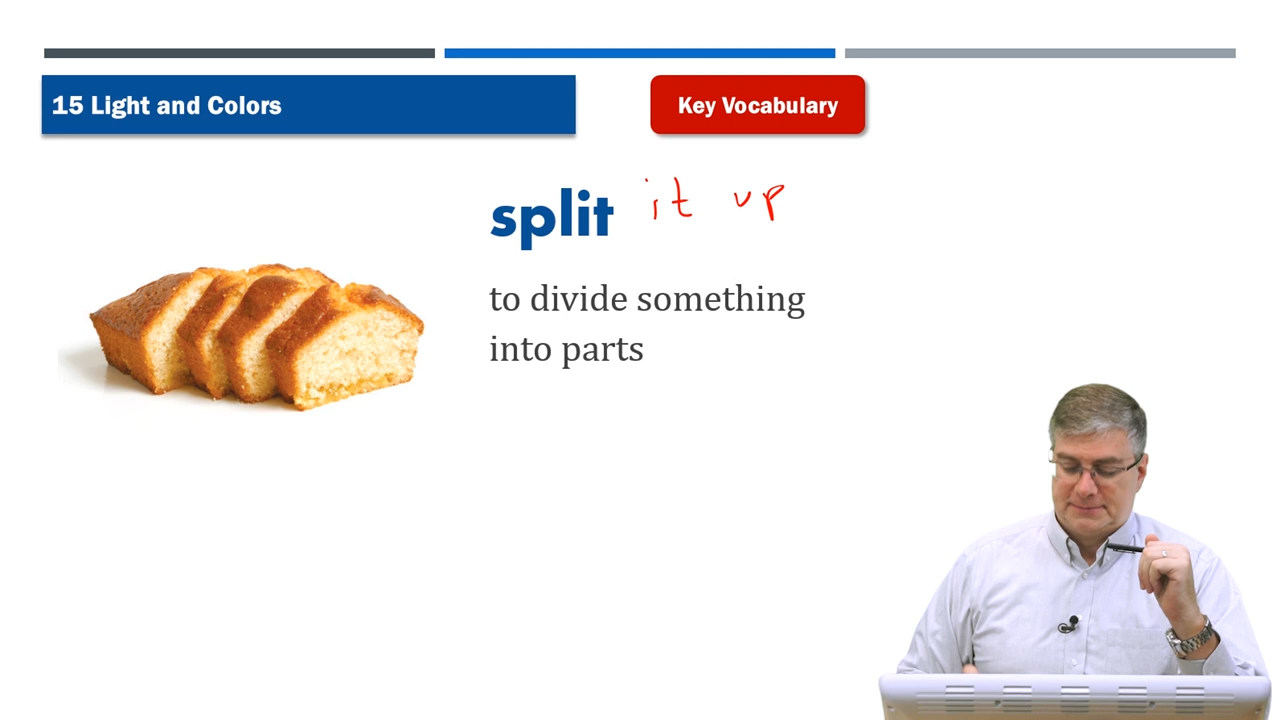 15 Light and Colors
Key Vocabulary
split it up
to divide something
into parts